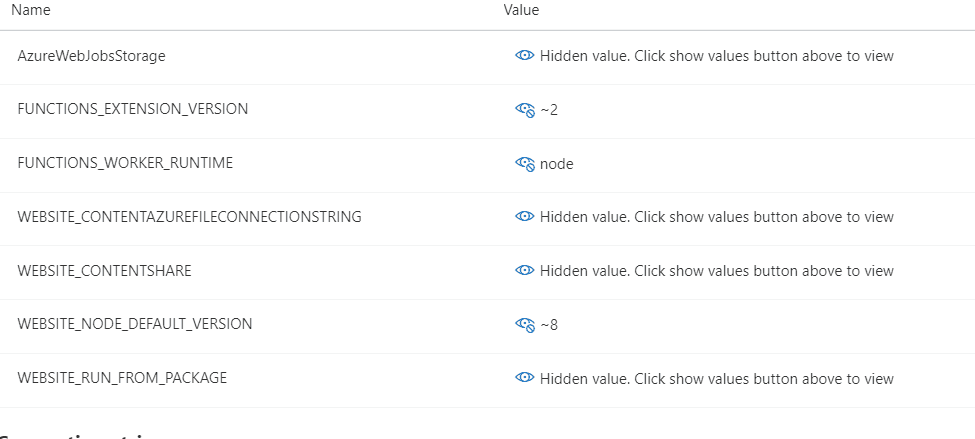 Name Value
AzureWebJobsStorage Hidden value. Click show values button above to view
FUNCTIONS_EXTENSION_VERSION ~2
FUNCTIONS_WORKER_RUNTIME node
WEBSITE_CONTENTAZUREFILECONNECTIONSTRING Hidden value. Click show values button above to view
WEBSITE_CONTENTSHARE Hidden value. Click show values button above to view
WEBSITE_NODE_DEFAULT_VERSION ~8
WEBSITE_RUN_FROM_PACKAGE Hidden value. Click show values button above to view